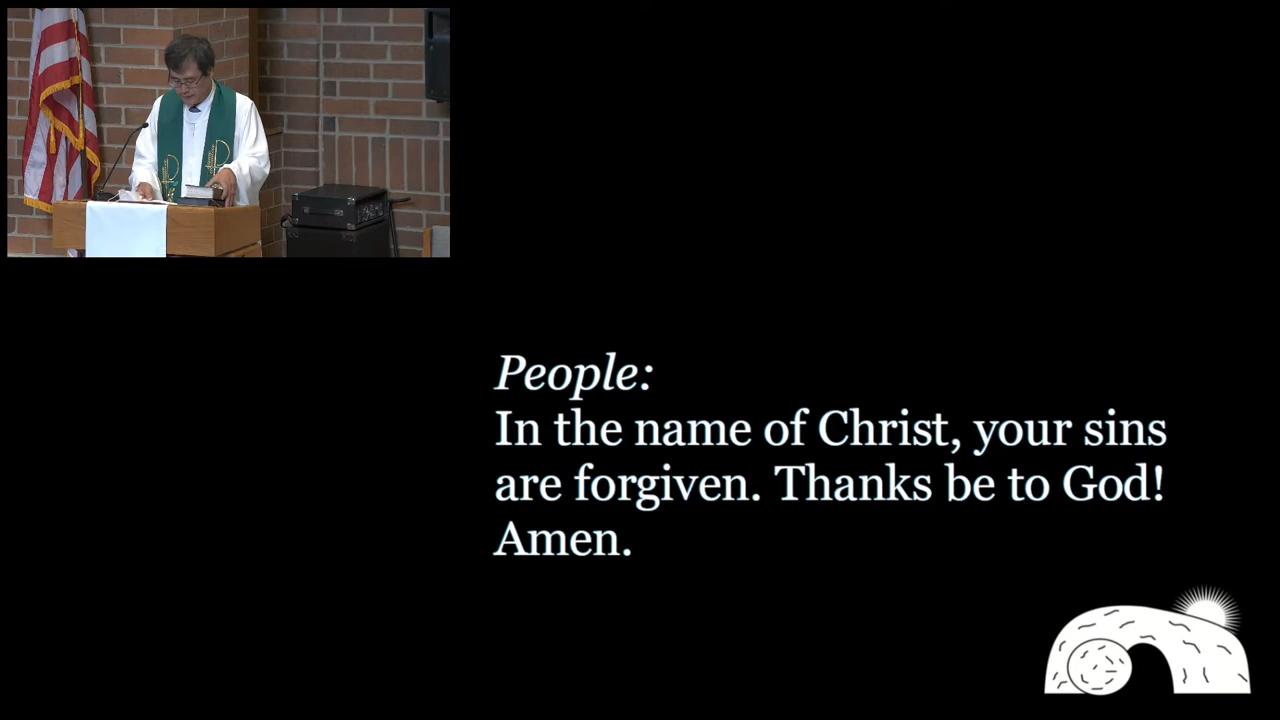 People:
In the name of Christ, your sins
are forgiven. Thanks be to God!
Amen.